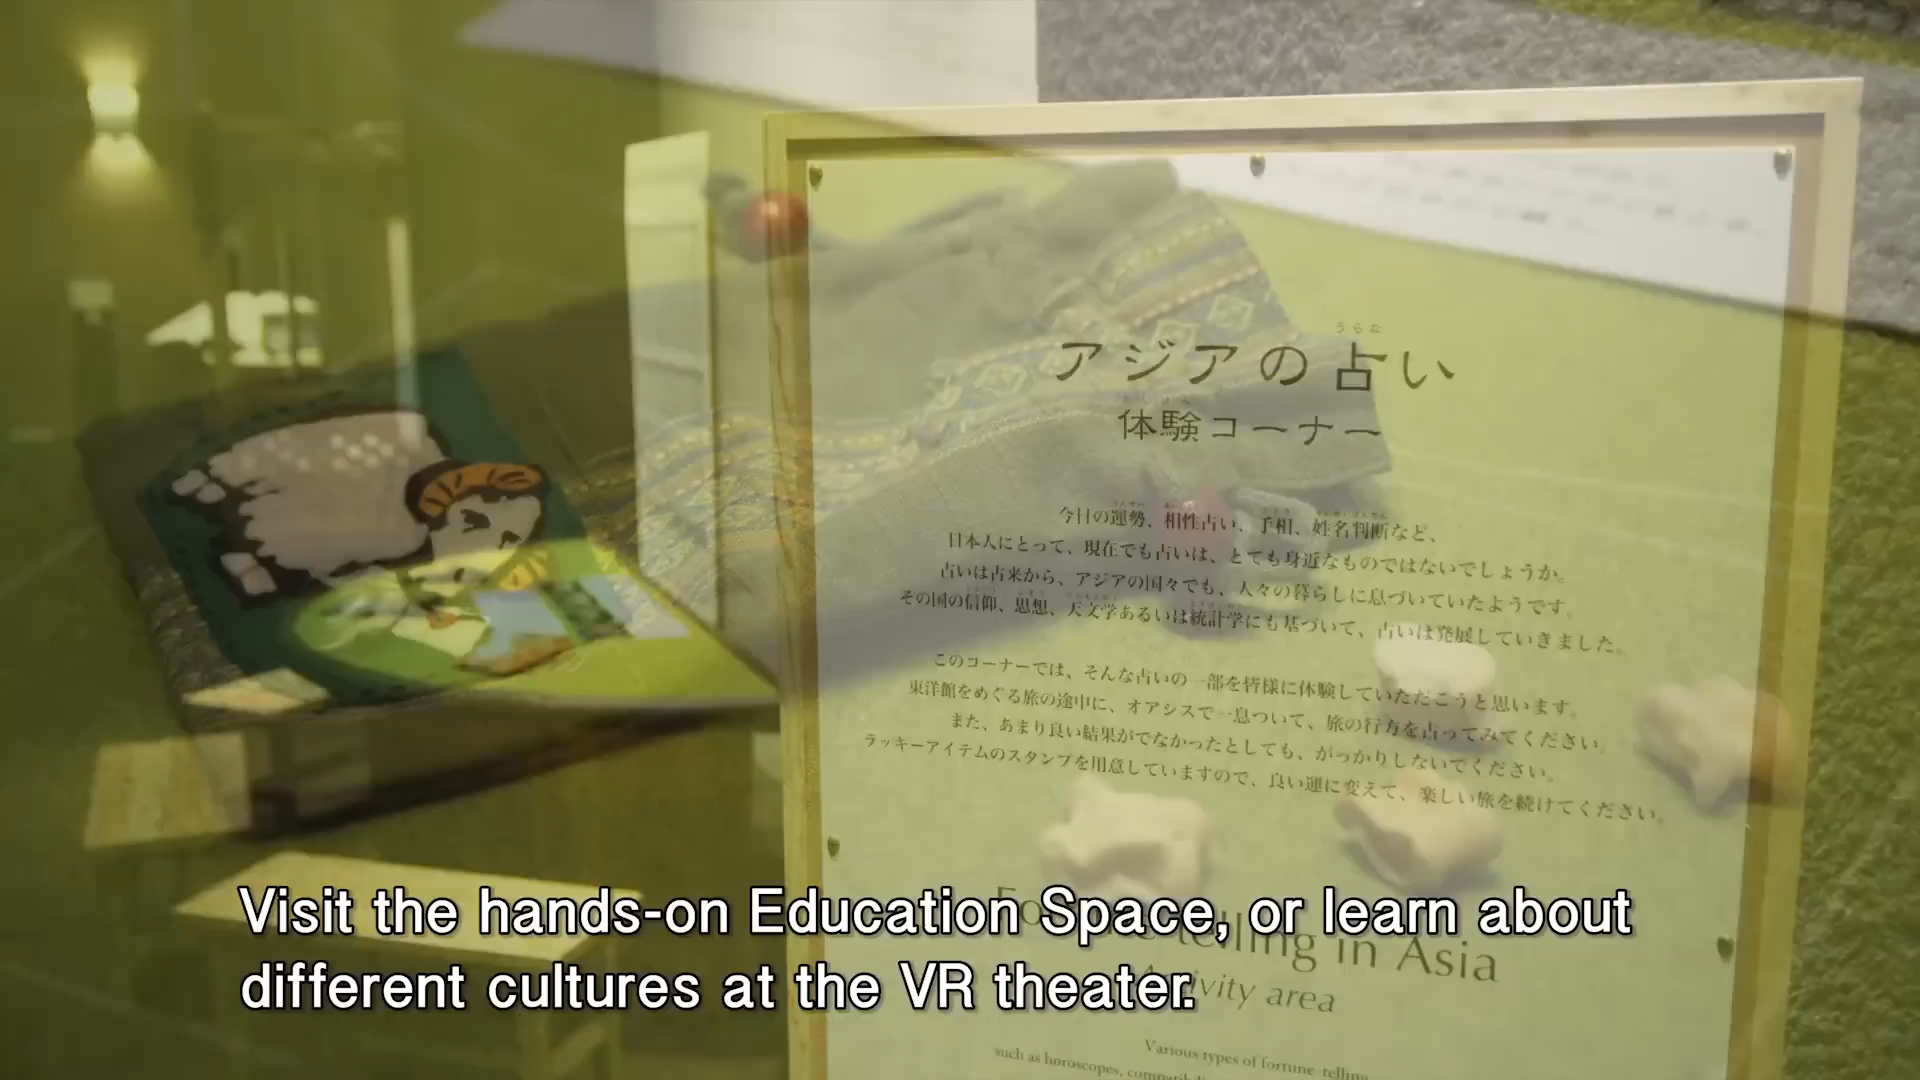 うらな
アジアの占い
体験コーナー
今日の運勢、相性占い、手相、姓名判断など、
日本人にとって、現在でも占いは、とても身近なものではないでしょうか。
占いは古来から、アジアの国々でも、人々の暮らしに息づいていたようです。
その国の信仰、思想、天文学あるいは統計学にも基づいて、占いは発展していきました。
このコーナーでは、そんな占いの一部を皆様に体験していただこうと思います。
東洋館をめぐる旅の途中に、オアシスで一息ついて、旅の行方を占ってみてください。
また、あまり良い結果がでなかったとしても、がっかりしないでください。
ラッキーアイテムのスタンプを用意していますので、良い運に変えて、楽しい旅を続けてください。
Visit the hands-on Education Space, or learn about
different cultures at the VR theater.
telling in Asia
area
Various types of fortune-telling
such as horoscopes,